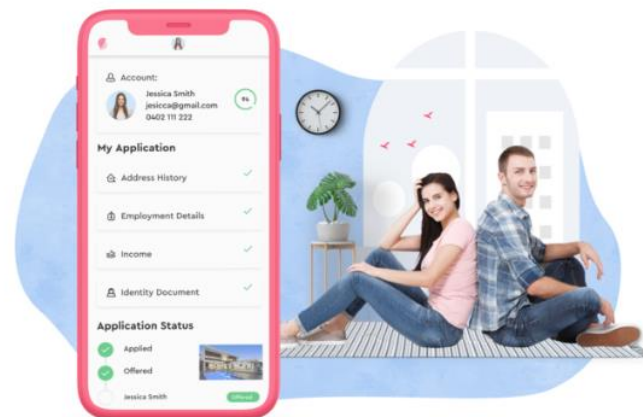 Account:
Jessica Smith
jesicca@gmail.com
0402 111 222
My Application
Address History
Employment Details
Income
Identity Document
Application Status
Applied
Offered
Jessica Smith
Offered